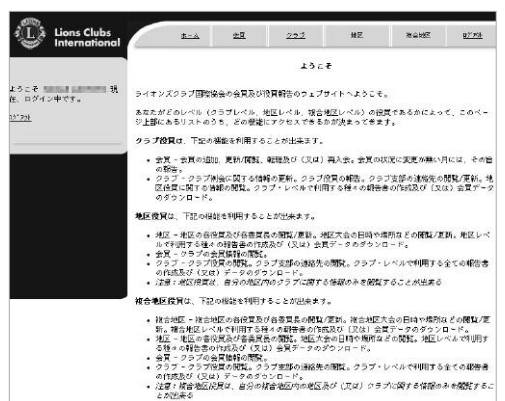 Lions Clubs
International
ホーム 会員 クラブ 地区 複合地区 ログアウト
ようこそ
ようこそ 現
在、ログイン中です。
ログアウト
ライオンズクラブ国際協会の会員及び役員報告のウェブサイトへようこそ。
あなたがどのレベル（クラブレベル、地区レベル、複合地区レベル）の役員であるかによって、このペー
ジ上部にあるリストのうち、どの機能にアクセスできるかが決まってきます。
クラブ役員は、下記の機能を利用することが出来ます。
• 会員 - 会員の追加、更新/閲覧、転籍及び（又は）再入会。会員の状況に変更が無い月には、その旨
の報告。
• クラブ - クラブ例会に関する情報の更新。クラブ役員の報告。クラブ支部の連絡先の閲覧/更新。地
区役員に関する情報の閲覧。クラブ・レベルで利用する種々の報告書の作成及び（又は）会員データ
のダウンロード。
地区役員は、下記の機能を利用することが出来ます。
• 地区 - 地区の各役員及び各委員長の閲覧/更新。地区大会の日時や場所などの閲覧/更新。地区レベ
ルで利用する種々の報告書の作成及び（又は）会員データのダウンロード。
• 会員 - クラブの会員情報の閲覧。
• クラブ - クラブ役員の閲覧。クラブ支部の連絡先の閲覧。クラブ・レベルで利用する全ての報告書
の作成及び（又は）データのダウンロード。
• 注意：地区役員は、自分の地区内のクラブに関する情報のみを閲覧することが出来る
複合地区役員は、下記の機能を利用することが出来ます。
• 複合地区 - 複合地区の各役員及び各委員長の閲覧/更新。複合地区大会の日時や場所などの閲覧/更
新。複合地区レベルで利用する種々の報告書の作成及び（又は）会員データのダウンロード。
• 地区 - 地区の各役員及び各委員長の閲覧。地区大会の日時や場所などの閲覧。地区レベルで利用す
る種々の報告書の作成及び（又は）会員データのダウンロード。
• 会員 - クラブの会員情報の閲覧。
• クラブ - クラブ役員の閲覧。クラブ支部の連絡先の閲覧。クラブ・レベルで利用する全ての報告書
の作成及び（又は）データのダウンロード。
• 注意：複合地区役員は、自分の複合地区内の地区及び（又は）クラブに関する情報のみを閲覧するこ
とが出来る